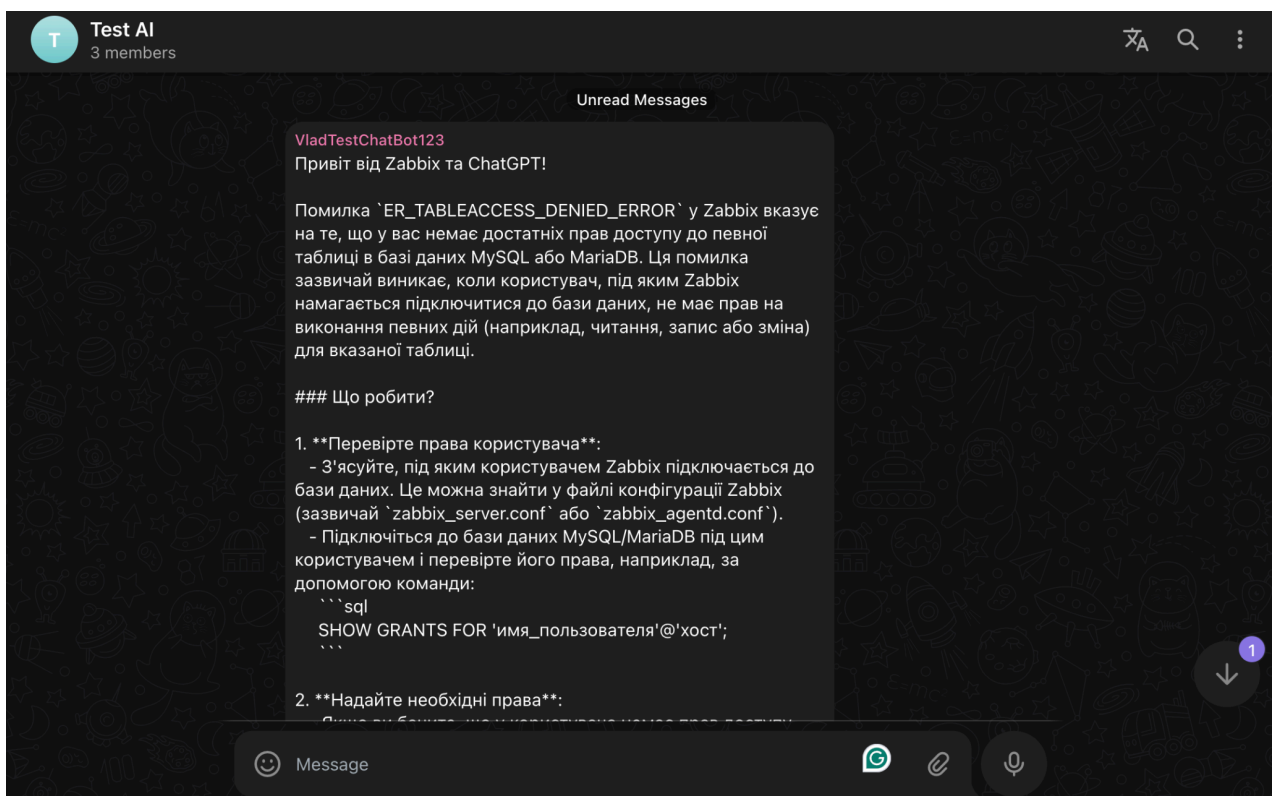 T
Test AI
3 members
Unread Messages
VladTestChatBot123
Привіт від Zabbix та ChatGPT!
Помилка `ER_TABLEACCESS_DENIED_ERROR` у Zabbix вказує
на те, що у вас немає достатніх прав доступу до певної
таблиці в базі даних MySQL або MariaDB. Ця помилка
зазвичай виникає, коли користувач, під яким Zabbix
намагається підключитися до бази даних, не має прав на
виконання певних дій (наприклад, читання, запис або зміна)
для вказаної таблиці.
### Що робити?
1. **Перевірте права користувача**:
- З'ясуйте, під яким користувачем Zabbix підключається до
бази даних. Це можна знайти у файлі конфігурації Zabbix
(зазвичай `zabbix_server.conf` або `zabbix_agentd.conf`).
- Підключіться до бази даних MySQL/MariaDB під цим
користувачем і перевірте його права, наприклад, за
допомогою команди:
```sql
SHOW GRANTS FOR 'имя_пользователя'@'хост';
```
2. **Надайте необхідні права**:
1
Message